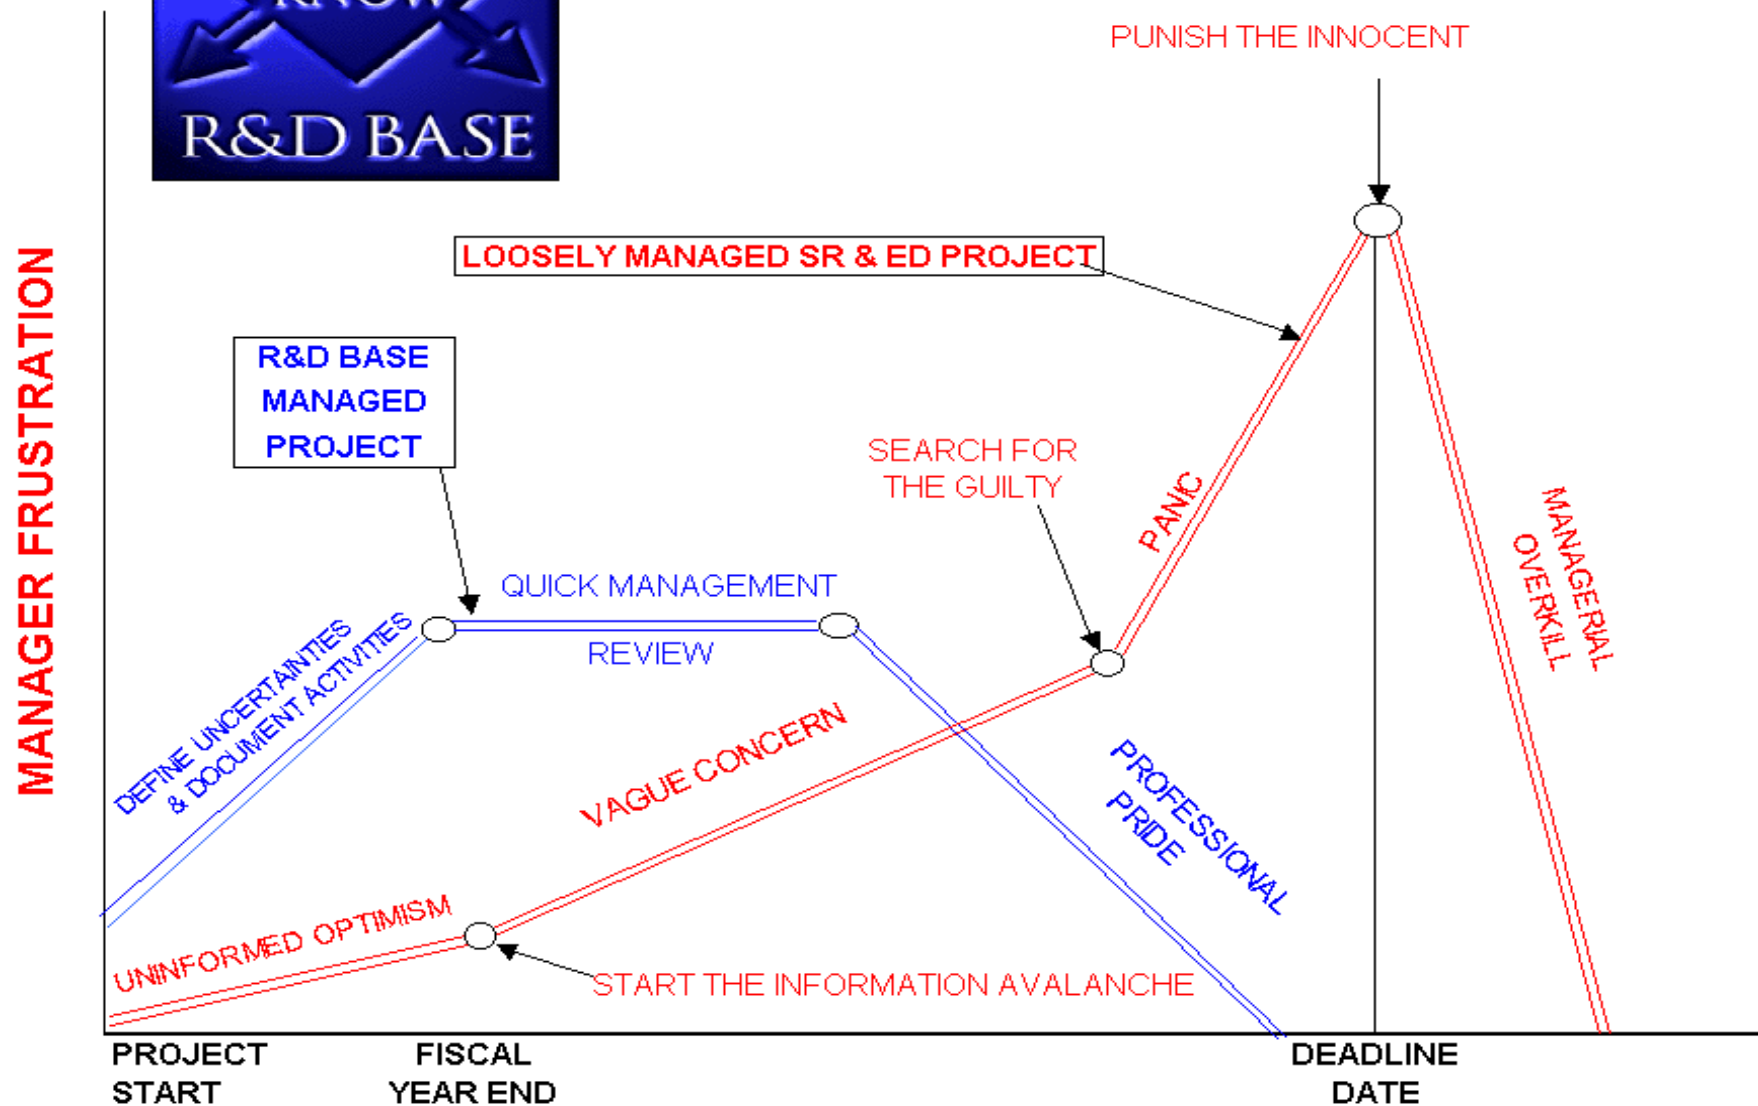 KNOW
R&D BASE
PUNISH THE INNOCENT
LOOSELY MANAGED SR & ED PROJECT
R&D BASE
MANAGED
PROJECT
SEARCH FOR
THE GUILTY
PANIC
MANAGERIAL
OVERKILL
QUICK MANAGEMENT
REVIEW
DEFINE UNCERTAINTIES
& DOCUMENT ACTIVITIES
VAGUE CONCERN
PROFESSIONAL
PRIDE
UNINFORMED OPTIMISM
START THE INFORMATION AVALANCHE
MANAGER FRUSTRATION
PROJECT
START
FISCAL
YEAR END
DEADLINE
DATE